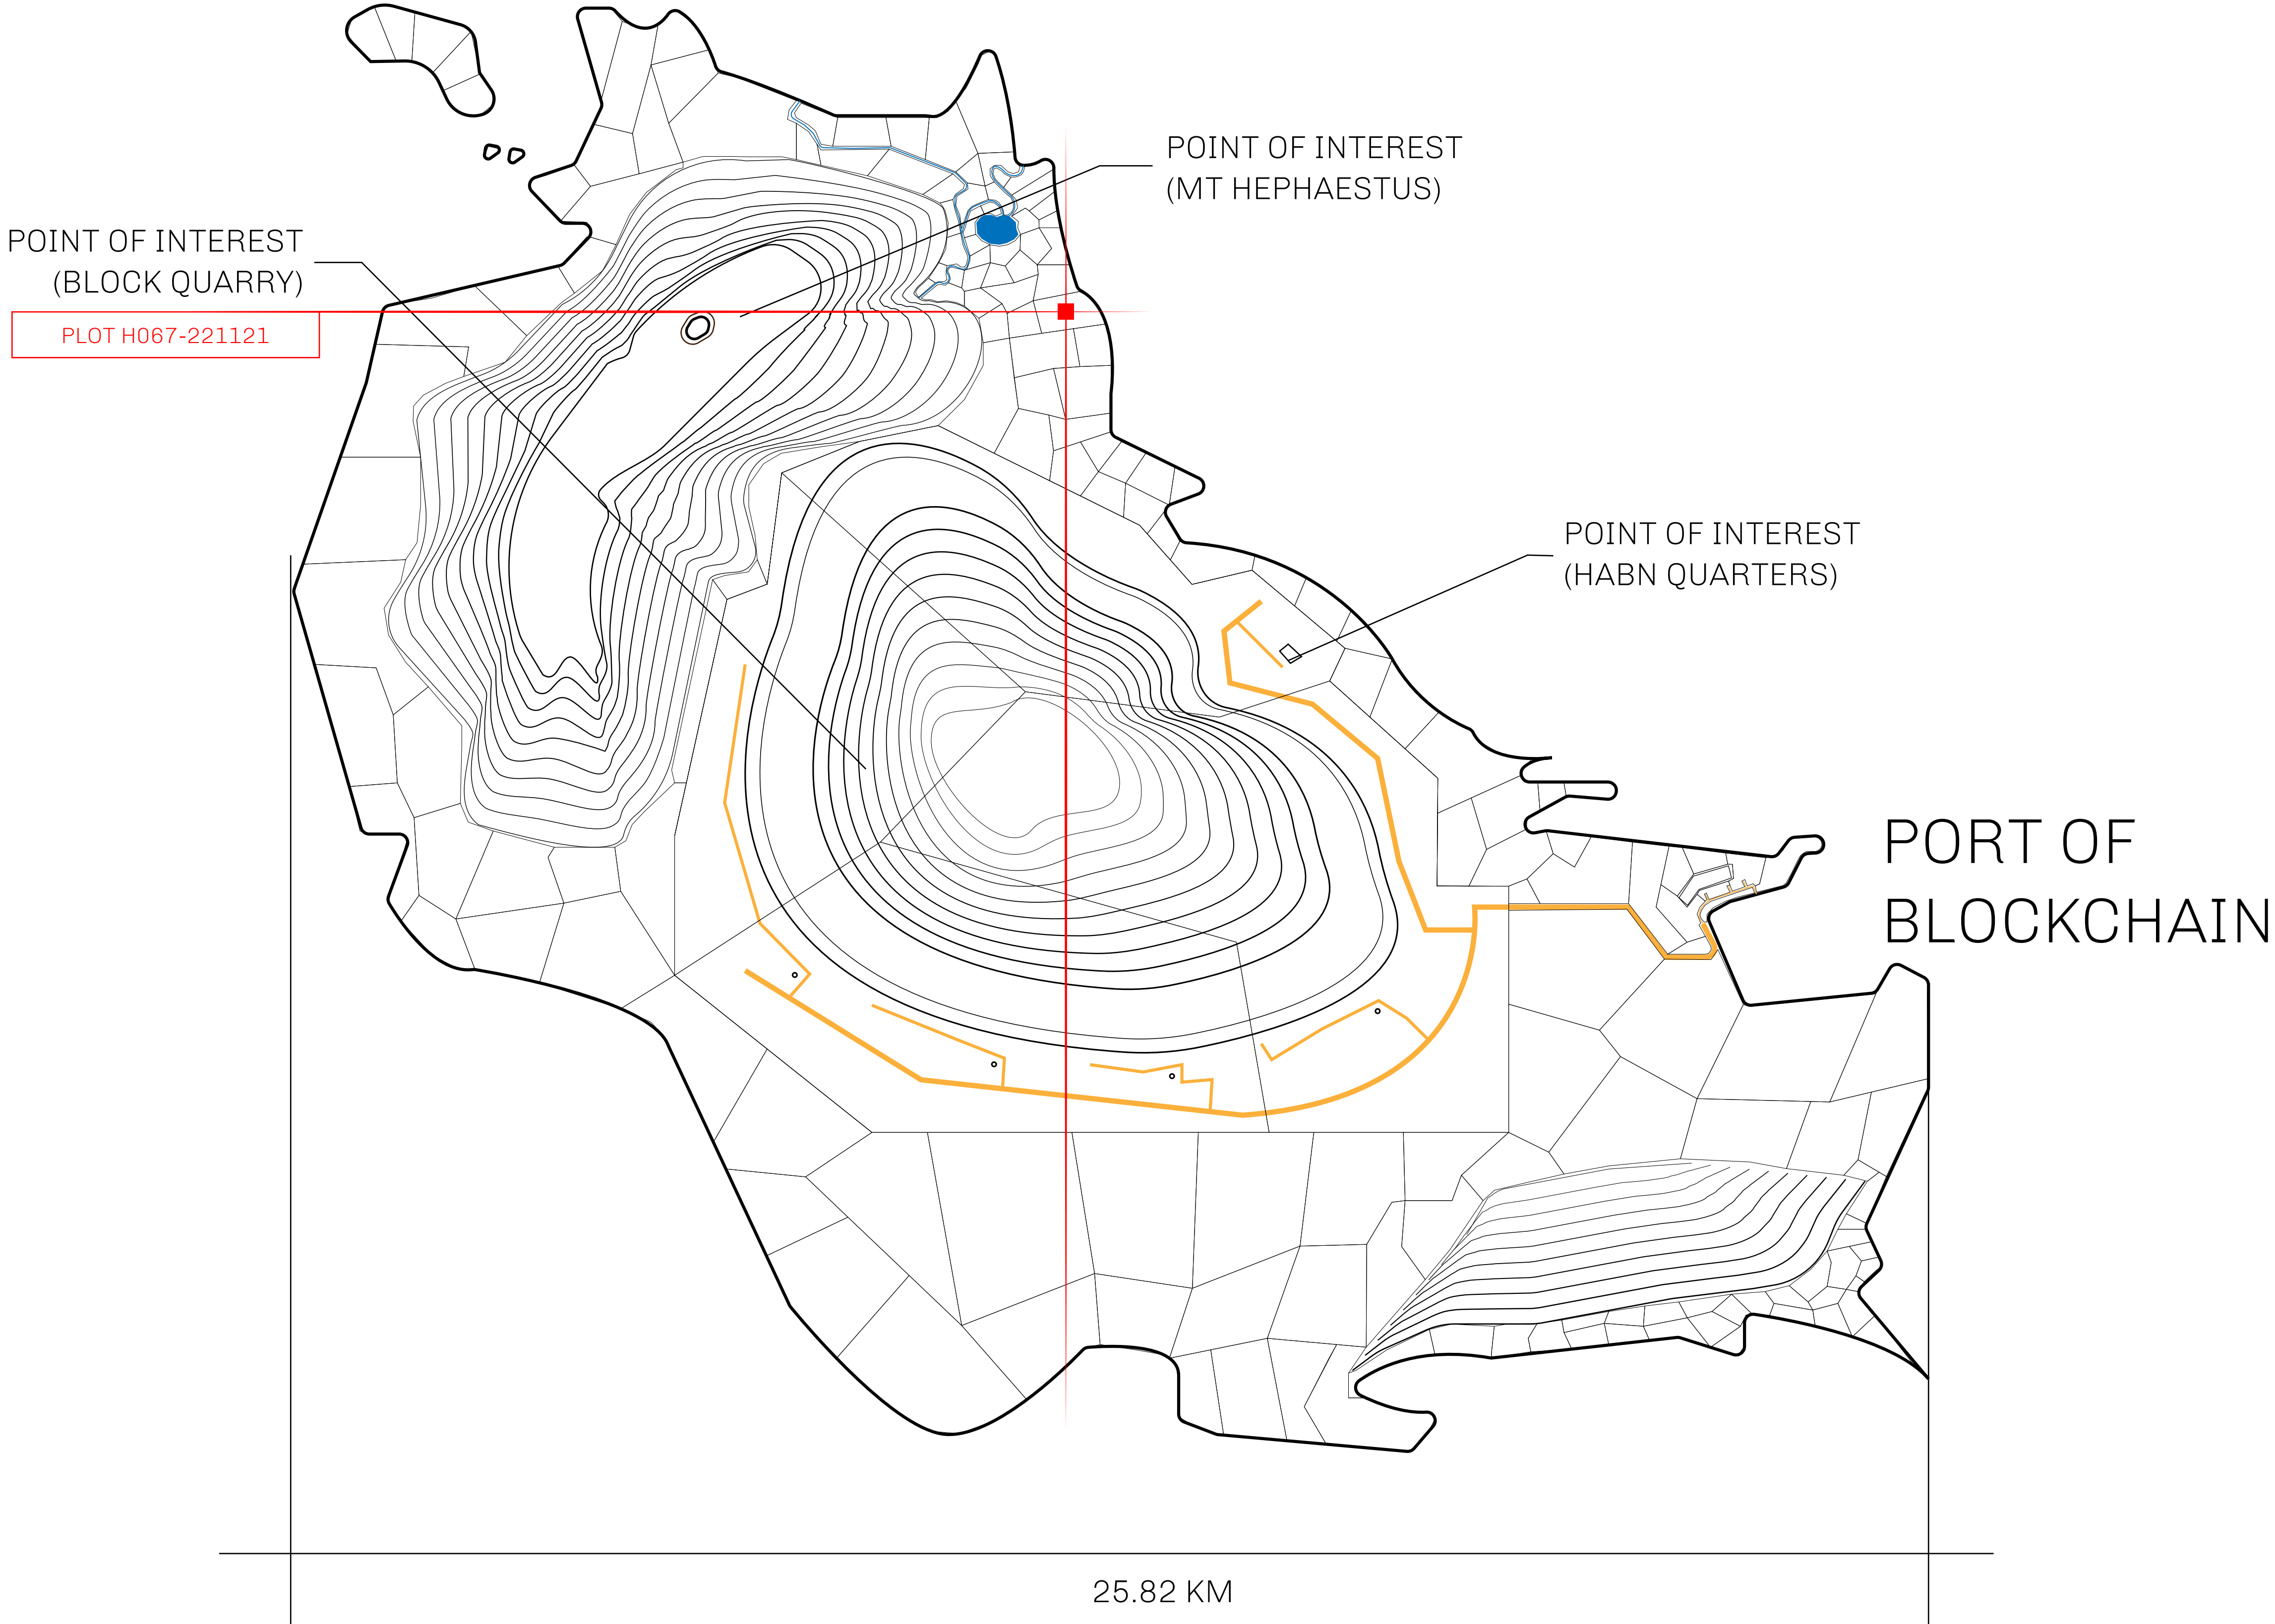 POINT OF INTEREST
(MT HEPHAESTUS)
POINT OF INTEREST
(BLOCK QUARRY)
PLOT H067-221121
POINT OF INTEREST
(HABN QUARTERS)
PORT OF
BLOCKCHAIN
25.82 KM